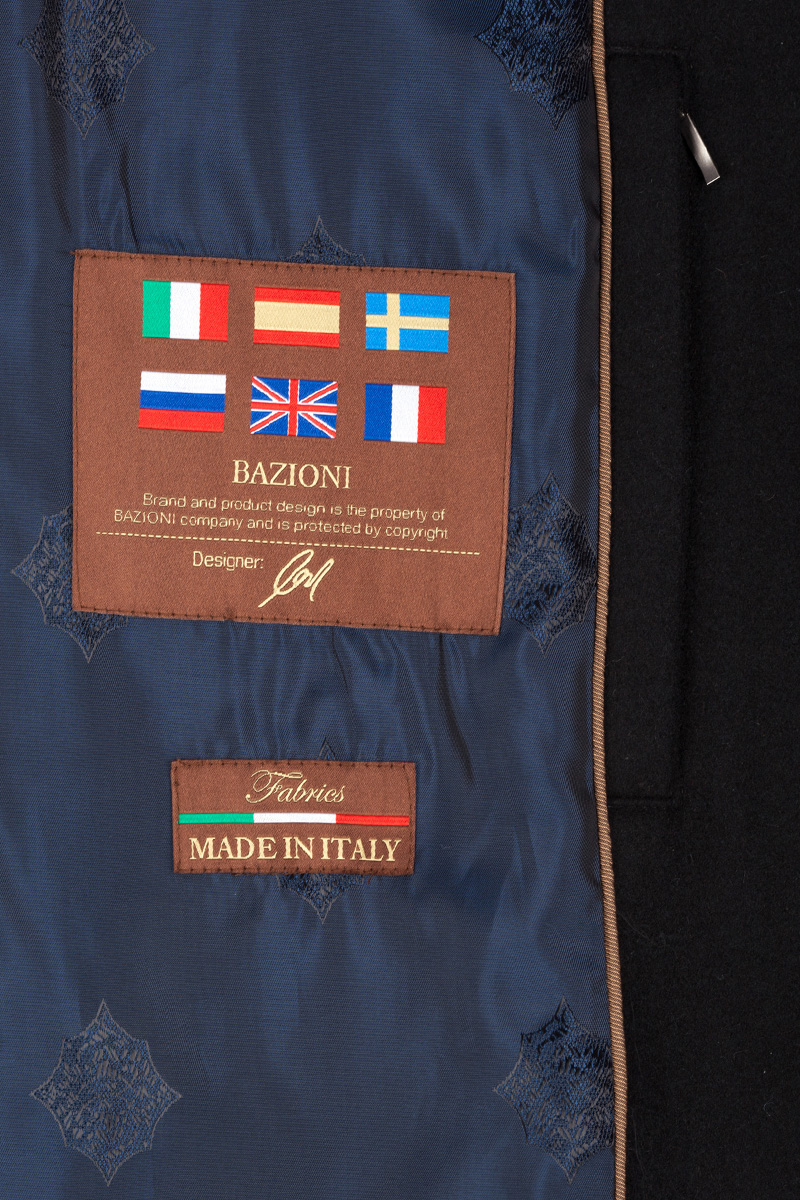 BAZIONI
Brand and product design is the property of
BAZIONI company and is protected by copyright
Designer:
Fabrics
MADE IN ITALY